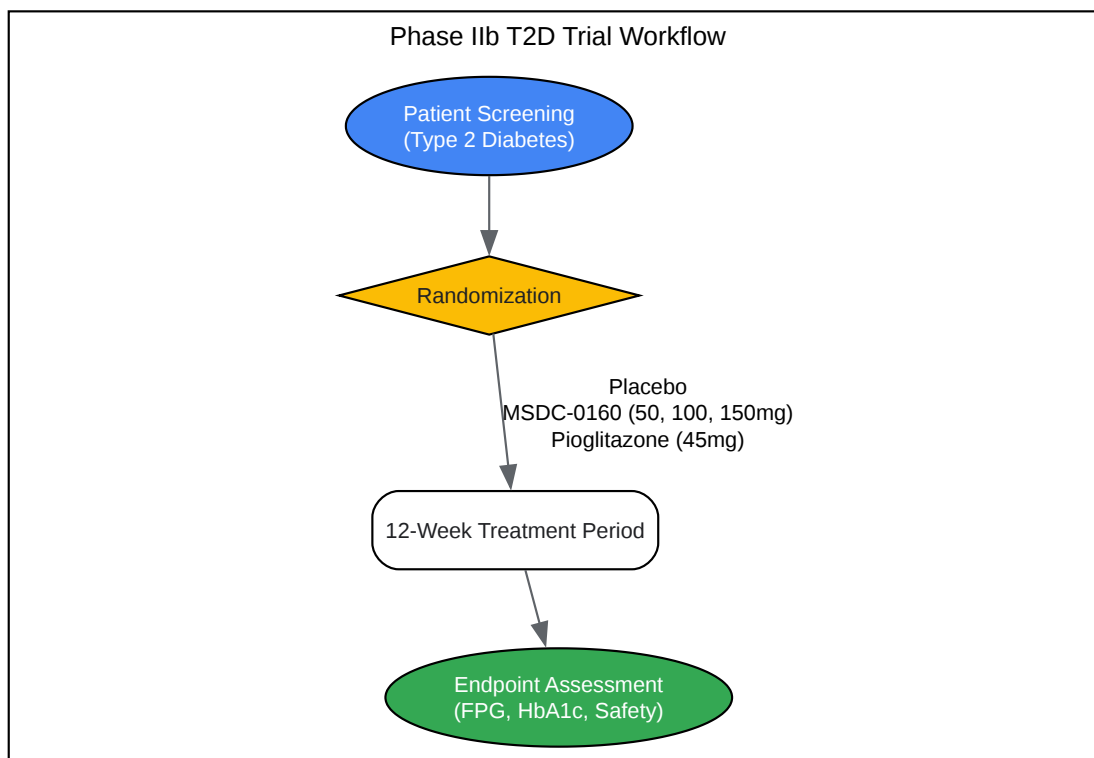 Phase IIb T2D Trial Workflow
Patient Screening
(Type 2 Diabetes)
Randomization
Placebo
MSDC-0160 (50, 100, 150mg)
Pioglitazone (45mg)
12-Week Treatment Period
Endpoint Assessment
(FPG, HbA1c, Safety)